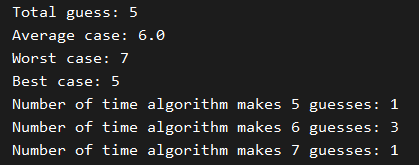 Total guess: 5
Average case: 6.0
Worst case: 7
Best case: 5
Number of time algorithm makes 5 guesses: 1
Number of time algorithm makes 6 guesses: 3
Number of time algorithm makes 7 guesses: 1